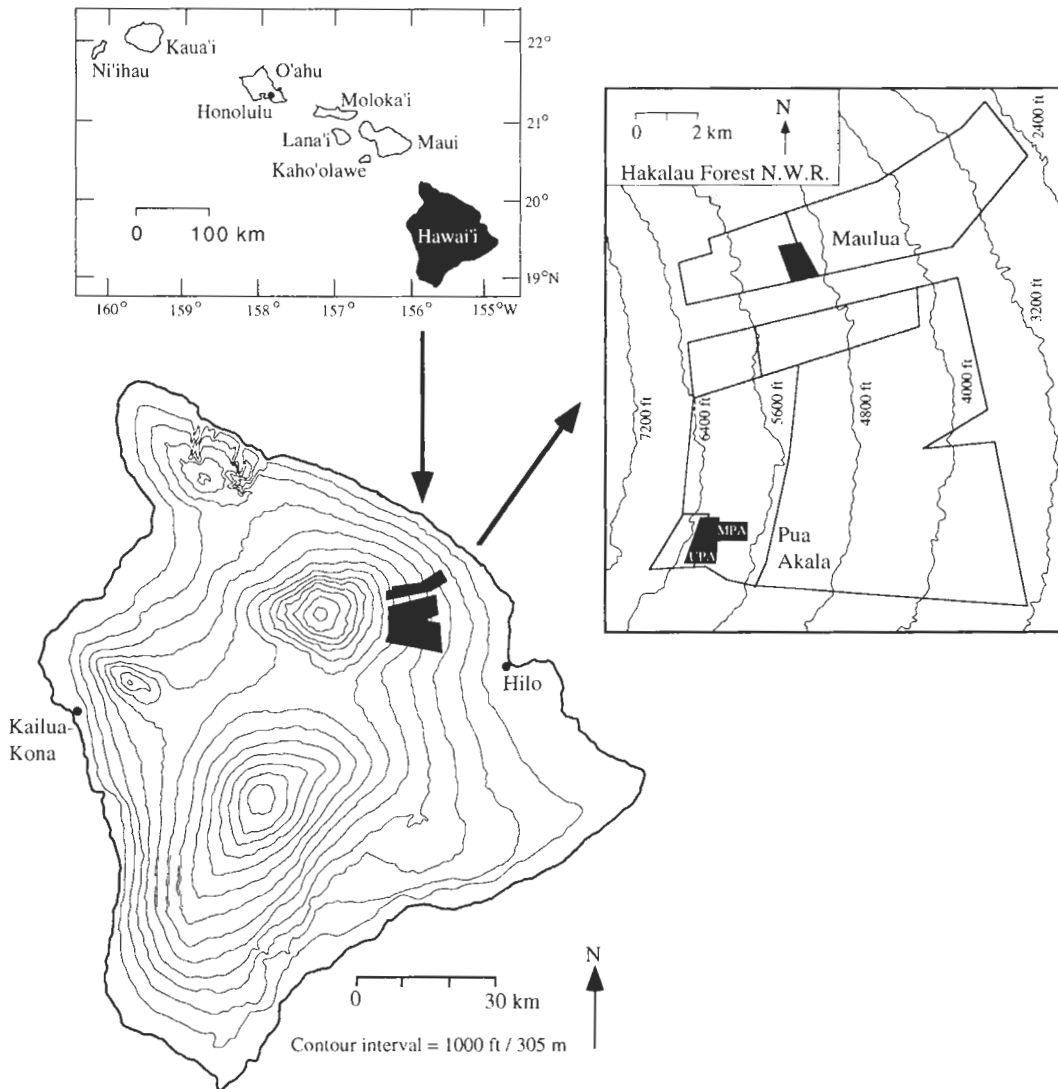 22°
Kaua'i
Ni'ihau
O'ahu
Honolulu
Moloka'i
21°
Lana'i
Maui
Kaho'olawe
20°
0 100 km
Hawai'i
19°N
160° 159° 158° 157° 156° 155°W
N
0 2 km
Hakalau Forest N.W.R.
2400 ft
Maulua
3200 ft
7200 ft
6400 ft
5600 ft
4800 ft
4000 ft
MPA
UPA
Pua
Akala
Hilo
Kailua-
Kona
N
0 30 km
Contour interval = 1000 ft / 305 m